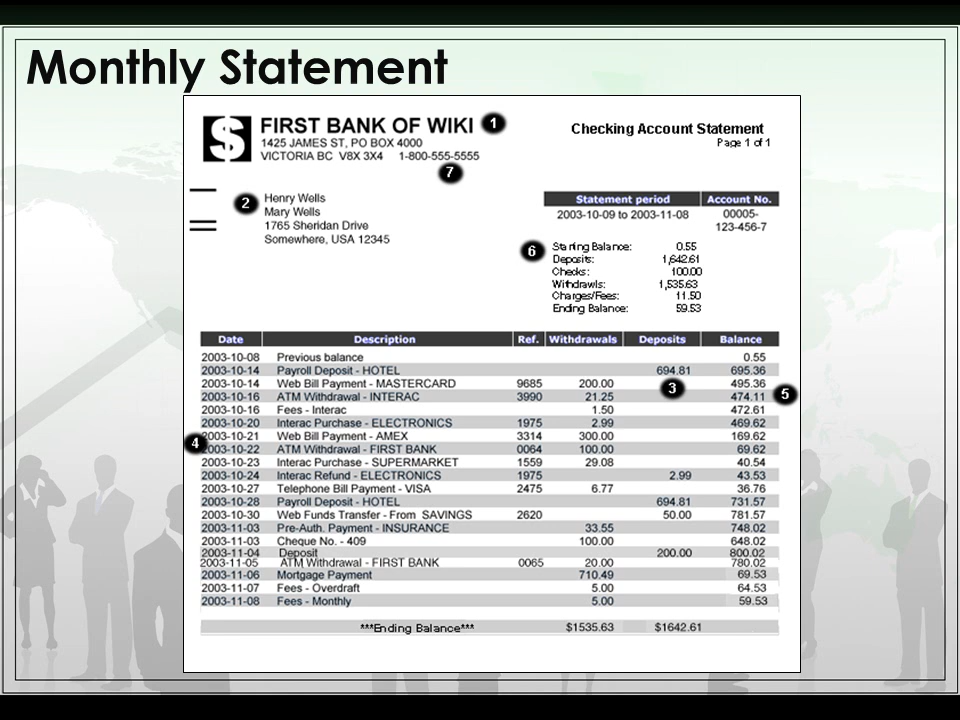 Monthly Statement
FIRST BANK OF WIKI 1
1425 JAMES ST, PO BOX 4000
VICTORIA BC V8X 3X4 1-800-555-5555
7
Checking Account Statement
Page 1 of 1
2 Henry Wells
Mary Wells
1765 Sheridan Drive
Somewhere, USA 12345
Statement period Account No.
2003-10-09 to 2003-11-08 00005-
123-456-7
6 Starting Balance: 0.55
Deposits: 1,642.61
Checks: 100.00
Withdrawls: 1,535.63
Charges/Fees: 11.50
Ending Balance: 59.53
Date Description Ref. Withdrawals Deposits Balance
2003-10-08 Previous balance 0.55
2003-10-14 Payroll Deposit - HOTEL 694.81 695.36
2003-10-14 Web Bill Payment - MASTERCARD 9685 200.00 3 495.36
2003-10-16 ATM Withdrawal - INTERAC 3990 21.25 474.11 5
2003-10-16 Fees - Interac 1.50 472.61
2003-10-20 Interac Purchase - ELECTRONICS 1975 2.99 469.62
4 2003-10-21 Web Bill Payment - AMEX 3314 300.00 169.62
2003-10-22 ATM Withdrawal - FIRST BANK 0064 100.00 69.62
2003-10-23 Interac Purchase - SUPERMARKET 1559 29.08 40.54
2003-10-24 Interac Refund - ELECTRONICS 1975 2.99 43.53
2003-10-27 Telephone Bill Payment - VISA 2475 6.77 36.76
2003-10-28 Payroll Deposit - HOTEL 694.81 731.57
2003-10-30 Web Funds Transfer - From SAVINGS 2620 50.00 781.57
2003-11-03 Pre-Auth. Payment - INSURANCE 33.55 748.02
2003-11-03 Cheque No. - 409 100.00 648.02
2003-11-04 Deposit 200.00 800.02
2003-11-05 ATM Withdrawal - FIRST BANK 0065 20.00 780.02
2003-11-06 Mortgage Payment 710.49 69.53
2003-11-07 Fees - Overdraft 5.00 64.53
2003-11-08 Fees - Monthly 5.00 59.53
***Ending Balance*** $1535.63 $1642.61